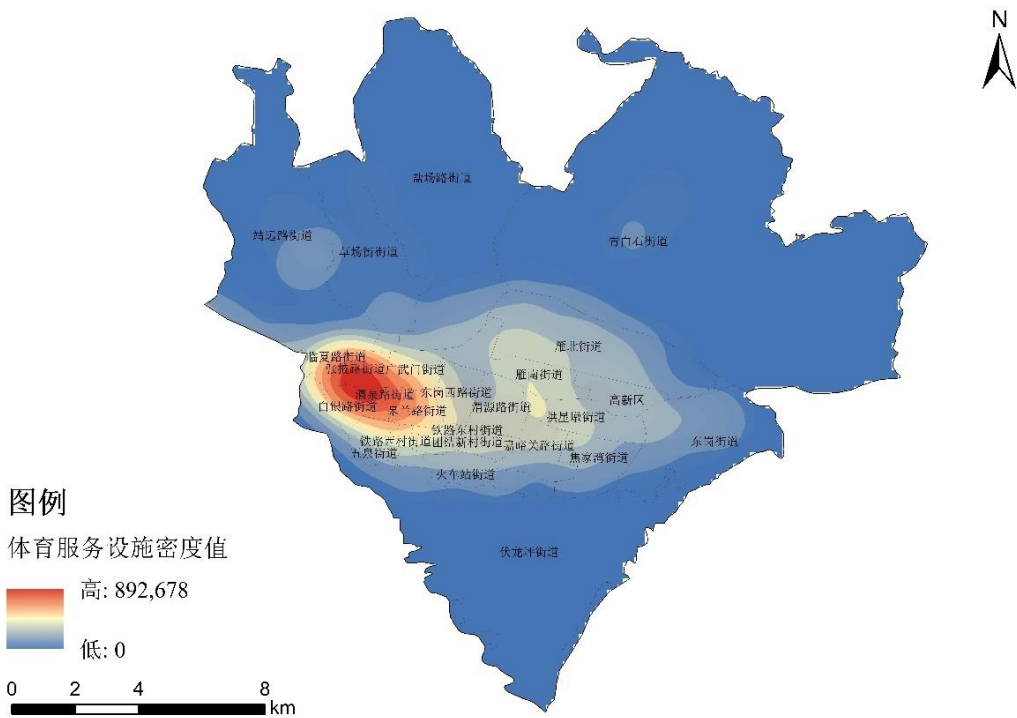 N
盐场路街道
靖远路街道
草场街街道
青白石街道
临夏路街道
雁北街道
张掖路街道
广武门街道
雁南街道
酒泉路街道
东岗西路街道
高新区
白银路街道
皋兰路街道
渭源路街道
拱星墩街道
铁路东村街道
铁路西村街道
团结新村街道
嘉峪关路街道
东岗街道
五泉街道
焦家湾街道
火车站街道
伏龙坪街道
图例
体育服务设施密度值
高: 892,678
低: 0
0 2 4 8
km